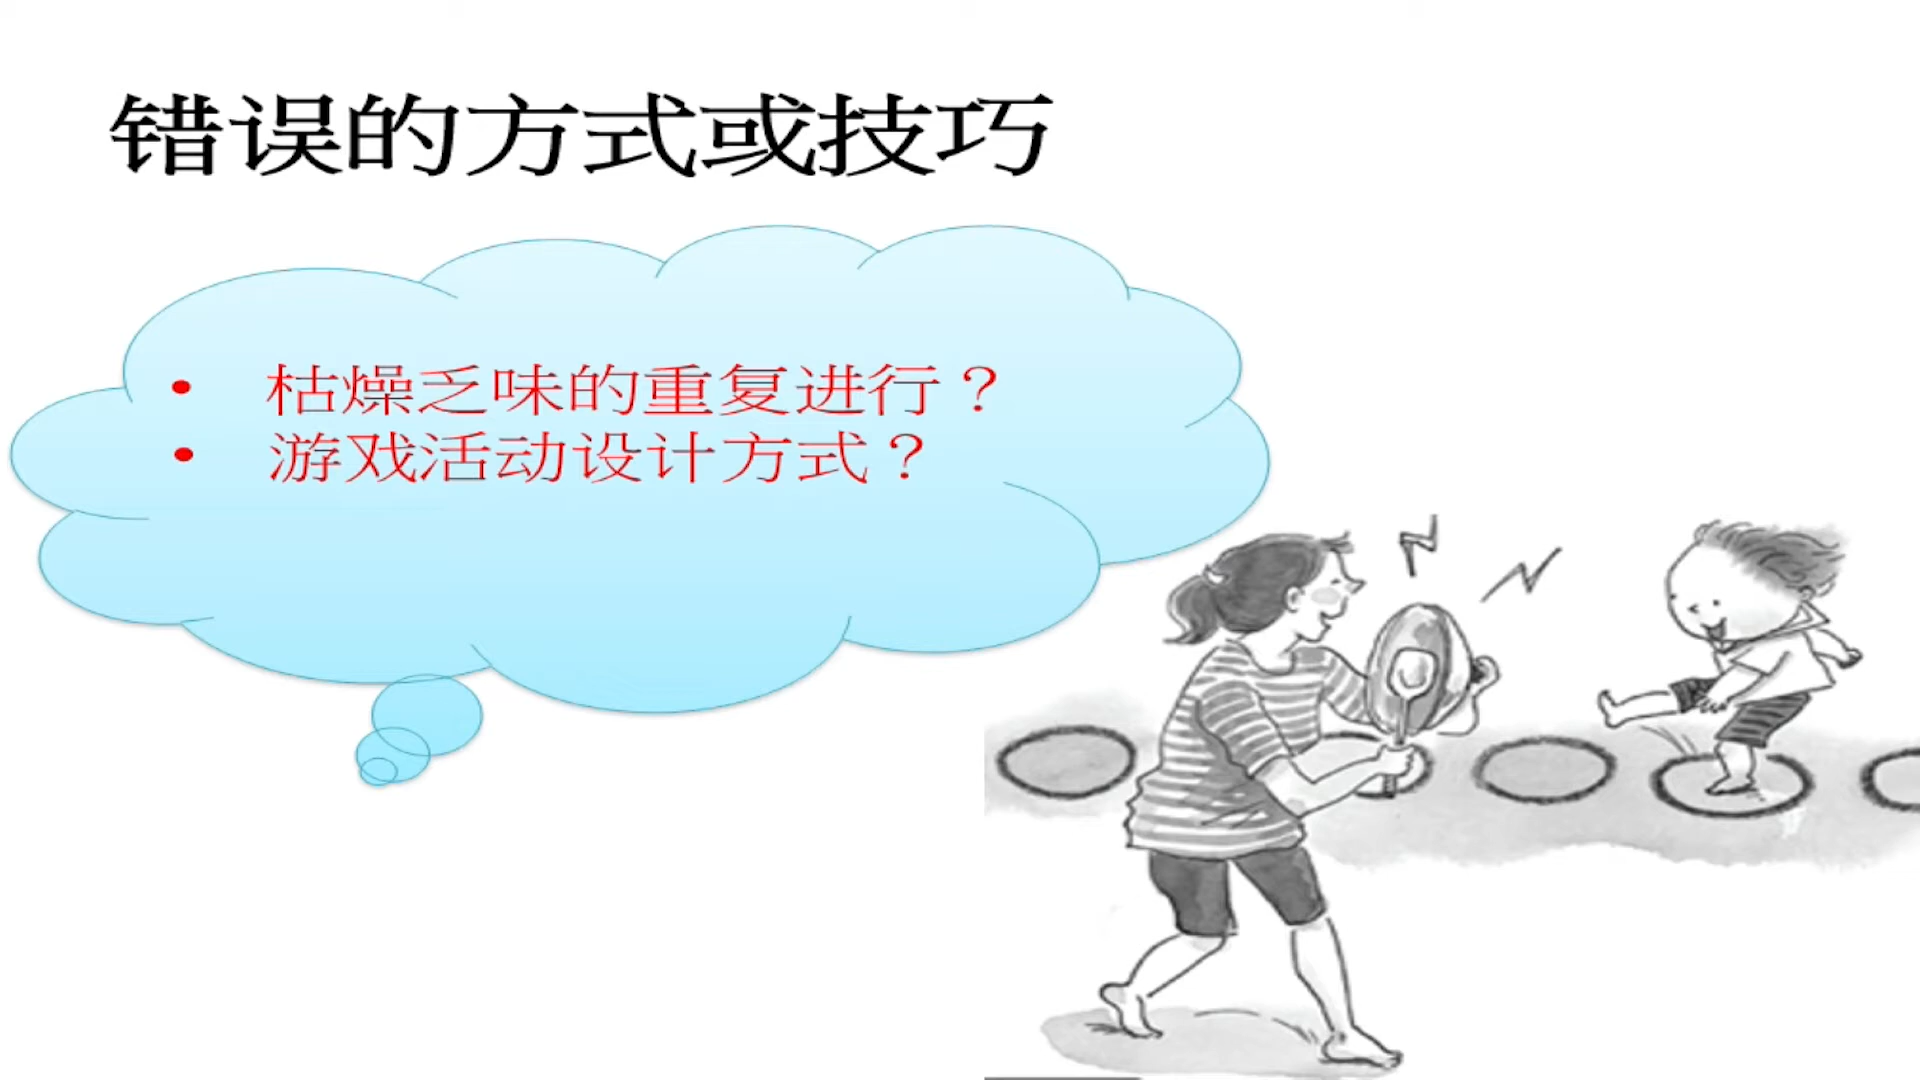 错误的方式或技巧
• 枯燥乏味的重复进行？
• 游戏活动设计方式？